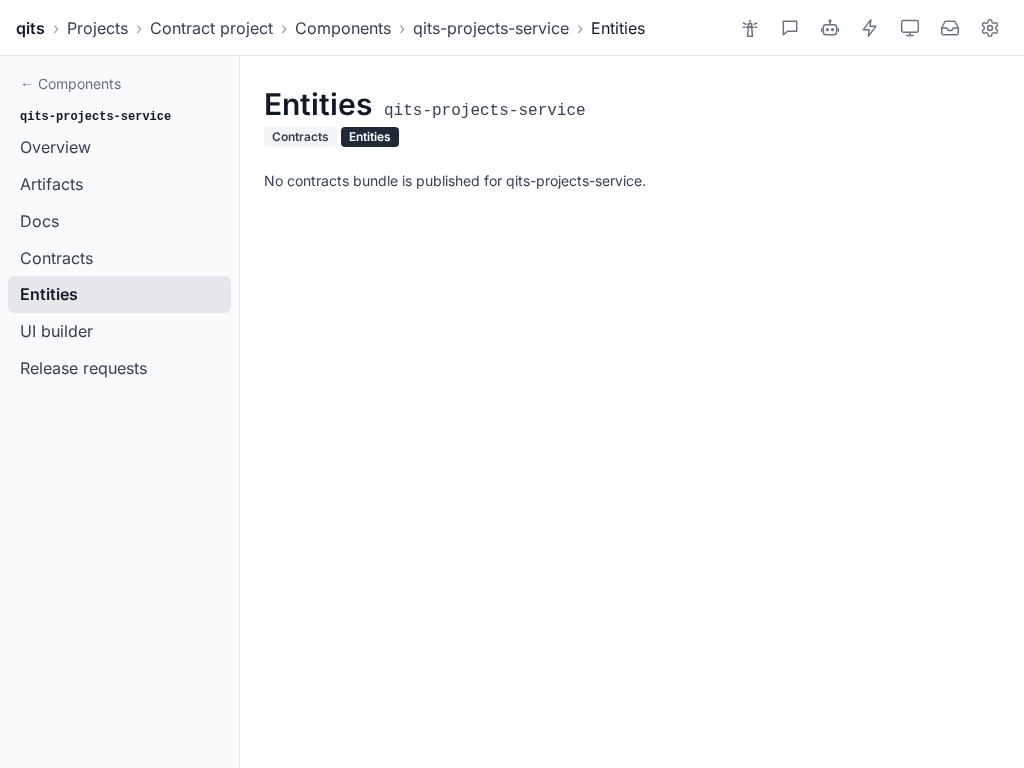 qits › Projects › Contract project › Components › qits-projects-service › Entities
← Components
qits-projects-service
Overview
Artifacts
Docs
Contracts
Entities
UI builder
Release requests
Entities qits-projects-service
Contracts Entities
No contracts bundle is published for qits-projects-service.